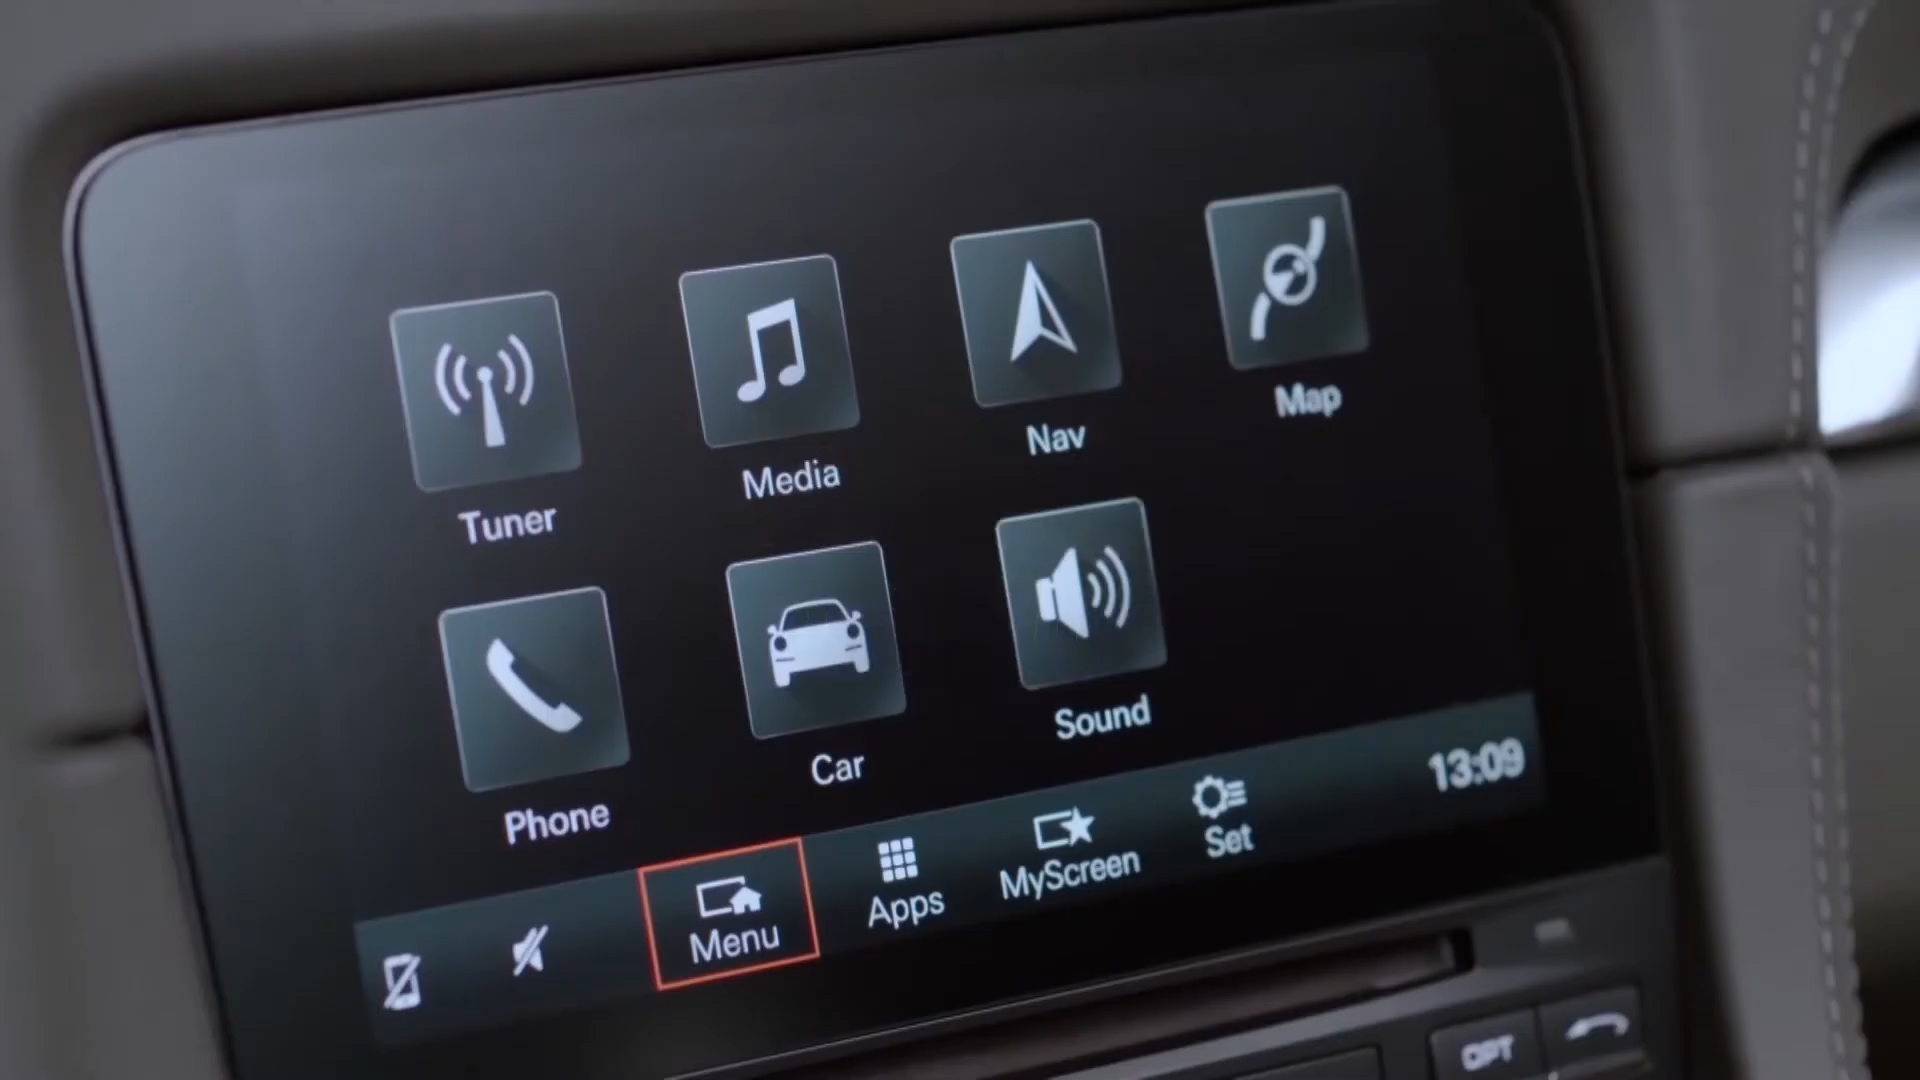 Tuner
Media
Nav
Map
Phone
Car
Sound
Menu
Apps
MyScreen
Set
13:09
OPT